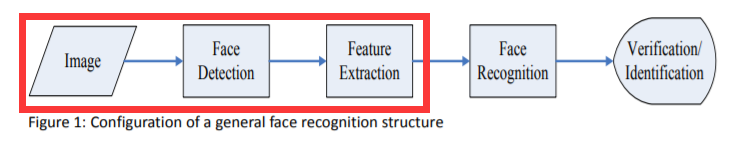 Image
Face
Detection
Feature
Extraction
Face
Recognition
Verification/
Identification
Figure 1: Configuration of a general face recognition structure